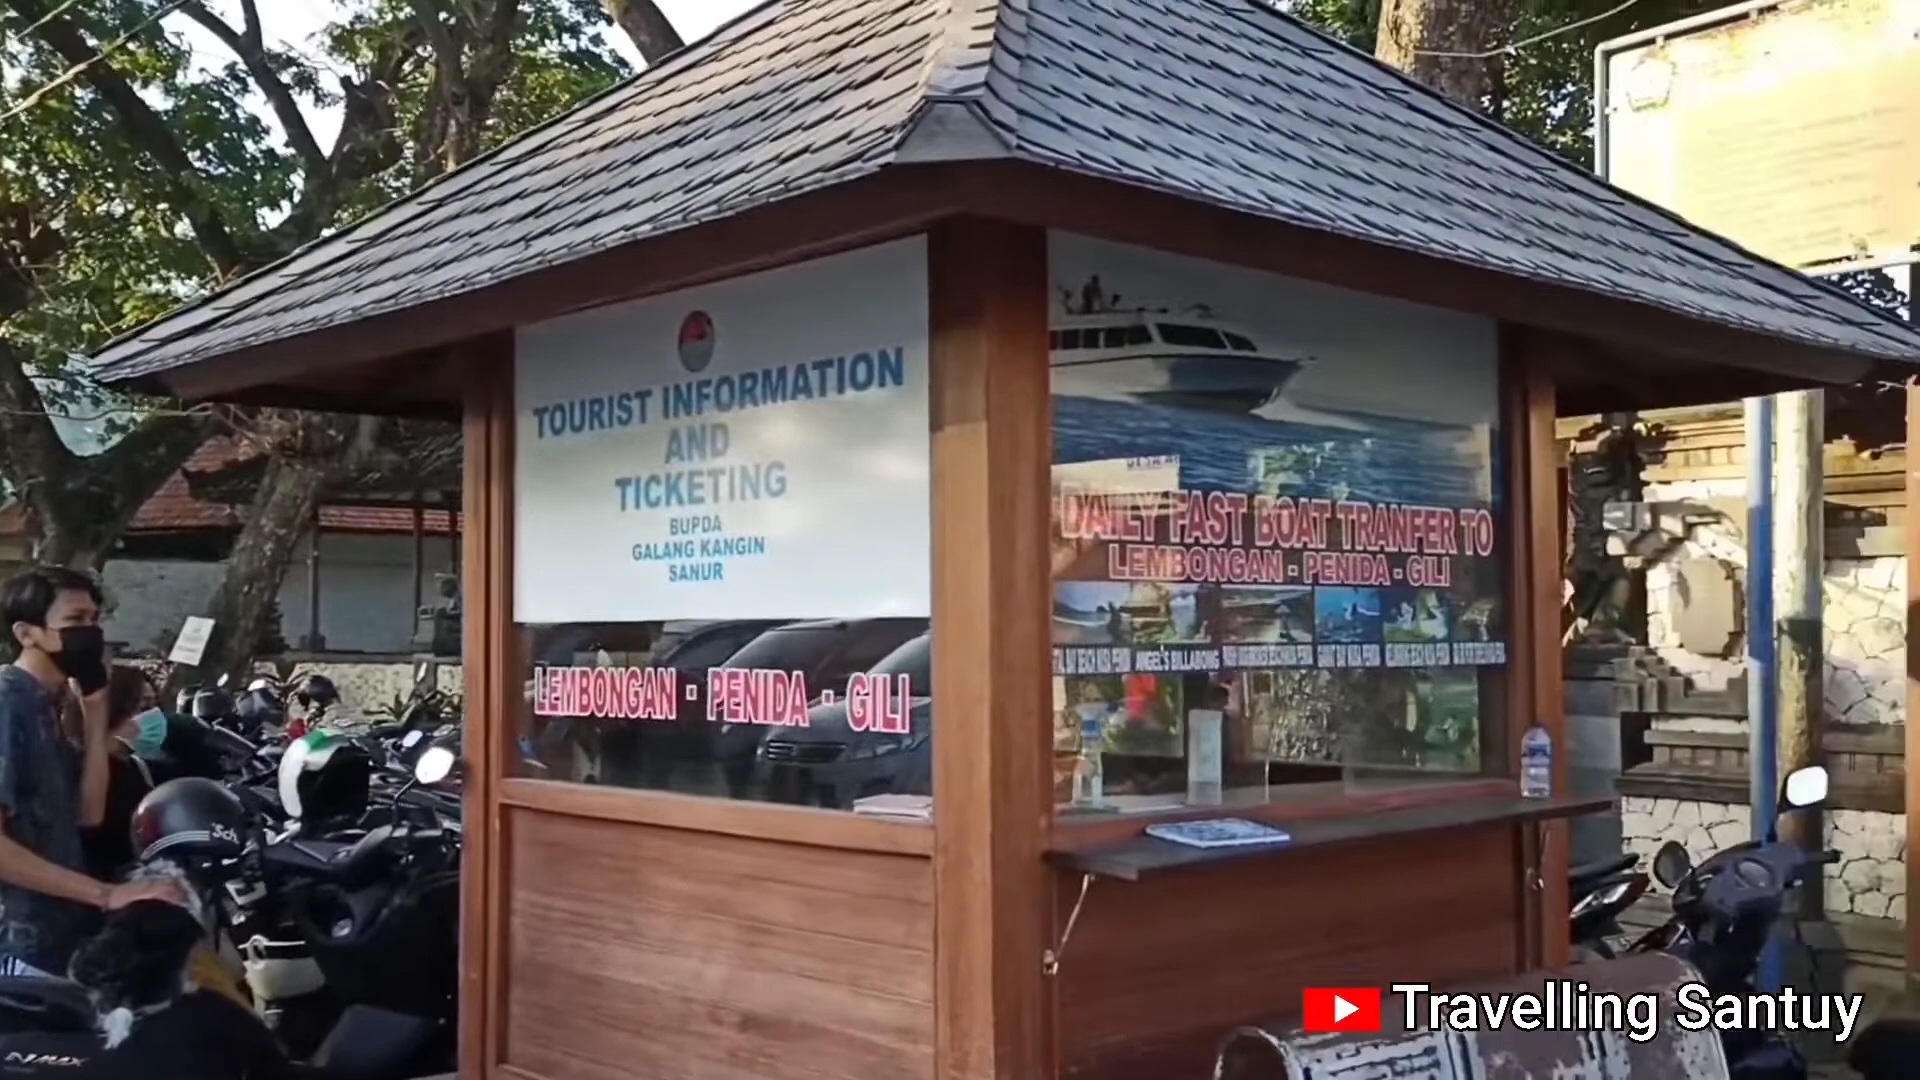 TOURIST INFORMATION
AND
TICKETING
BUPDA
GALANG KANGIN
SANUR
LEMBONGAN - PENIDA - GILI
DAILY FAST BOAT TRANFER TO
LEMBONGAN - PENIDA - GILI
ANGEL'S BILLABONG
NMAX
Travelling Santuy